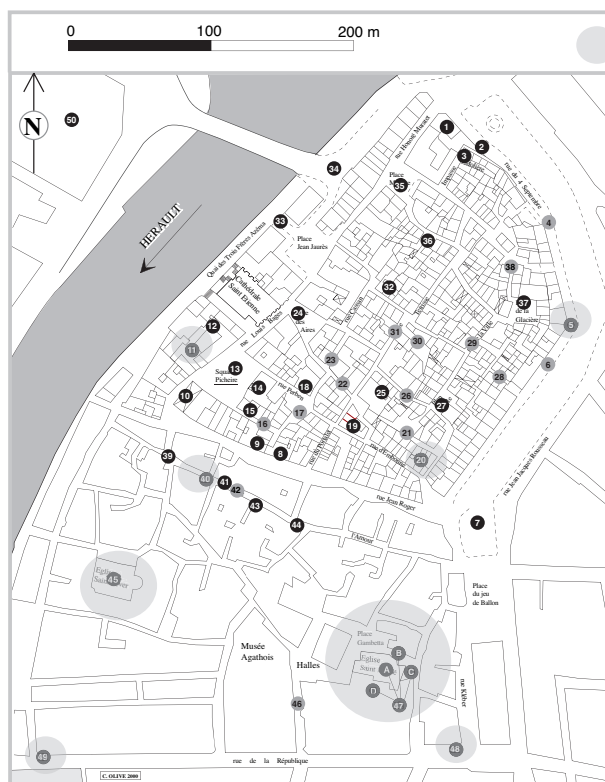 0 100 200 m
50
N
1
2
3
rue Honoré Muratet
rue du 4 Septembre
34
Place
35
HERAULT
33
4
Quai des Trois Frères
Place
Jean Jaurès
36
38
Cathédrale
Saint Etienne
32
37
de la
Glacière
24
des
Aires
12
rue Louis Bages
5
11
31
30
29
23
6
13
Square
Picheire
28
22
10
14
18
25
26
rue Perben
15
17
27
16
19
21
9
8
20
39
rue Jean Roger
rue Jean Jacques Rousseau
40
41
42
43
7
44
l'Amour
Eglise
45
Place
du jeu
de Ballon
Place
Gambetta
Musée
Agathois
B
Halles
Eglise
Saint
A
C
D
rue Kléber
46
47
48
49
rue de la République
C. OLIVE 2000